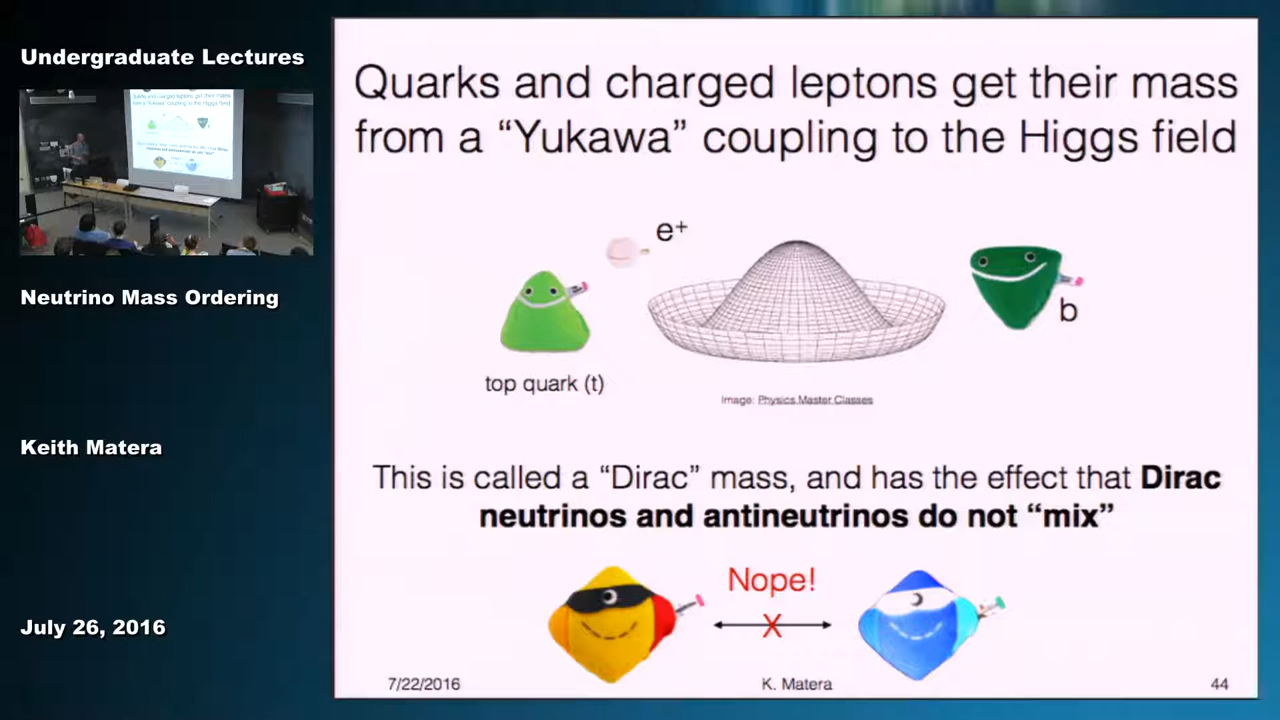 Undergraduate Lectures
Neutrino Mass Ordering
Keith Matera
July 26, 2016
Quarks and charged leptons get their mass
from a “Yukawa” coupling to the Higgs field
e+
b
top quark (t)
Image: Physics Master Classes
This is called a “Dirac” mass, and has the effect that Dirac
neutrinos and antineutrinos do not “mix”
Nope!
X
7/22/2016 K. Matera 44